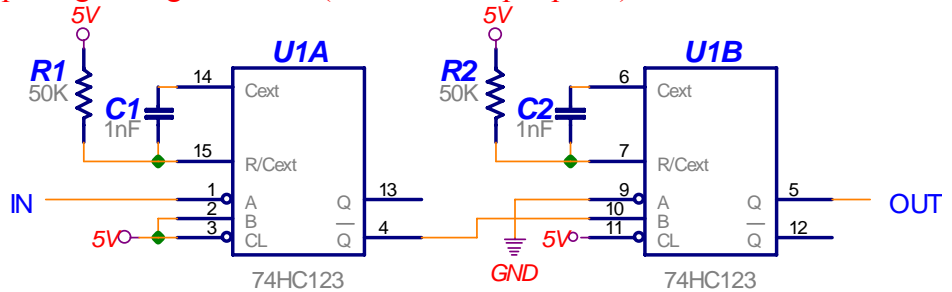 5V 5V
U1A U1B
R1 14 R2 6
50K Cext 50K Cext
C1 C2
1nF 1nF
15 7
R/Cext R/Cext
IN 1 A Q 13 9 A Q 5 OUT
2 B 10 B
5V 3 CL Q 4 5V 11 CL Q 12
GND
74HC123 74HC123